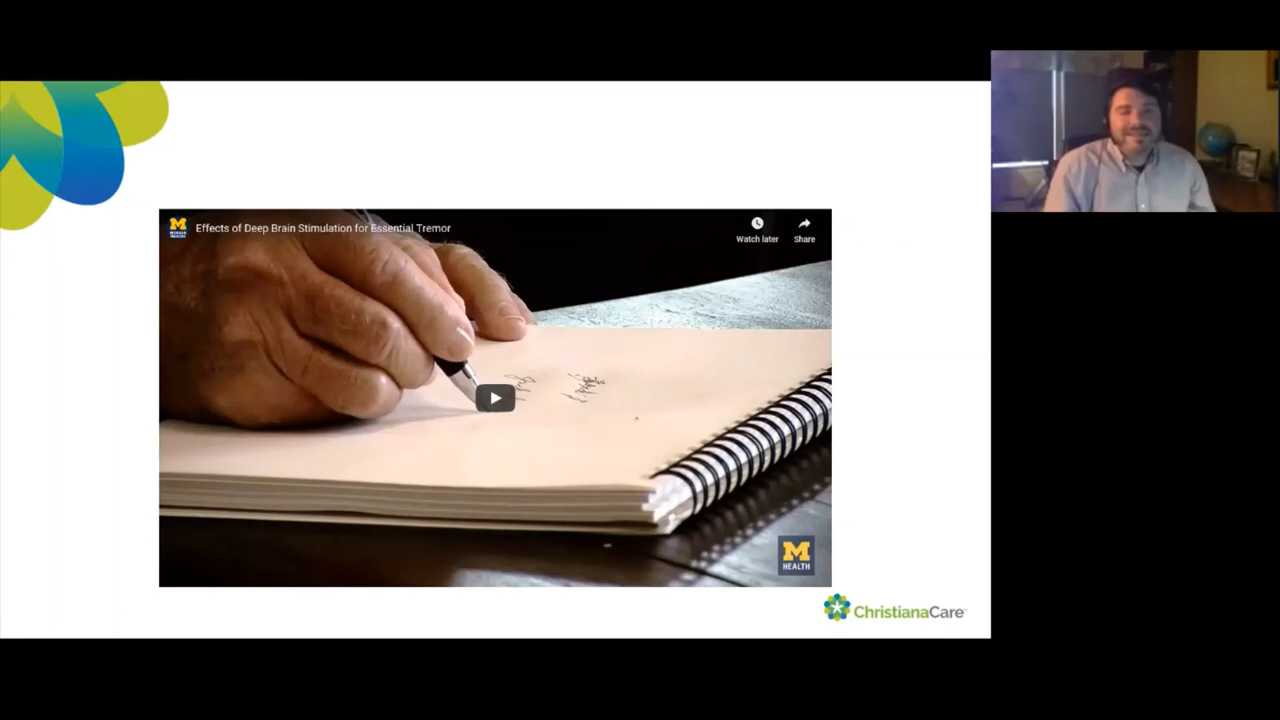 Effects of Deep Brain Stimulation for Essential Tremor
Watch later
Share
M
HEALTH
ChristianaCare